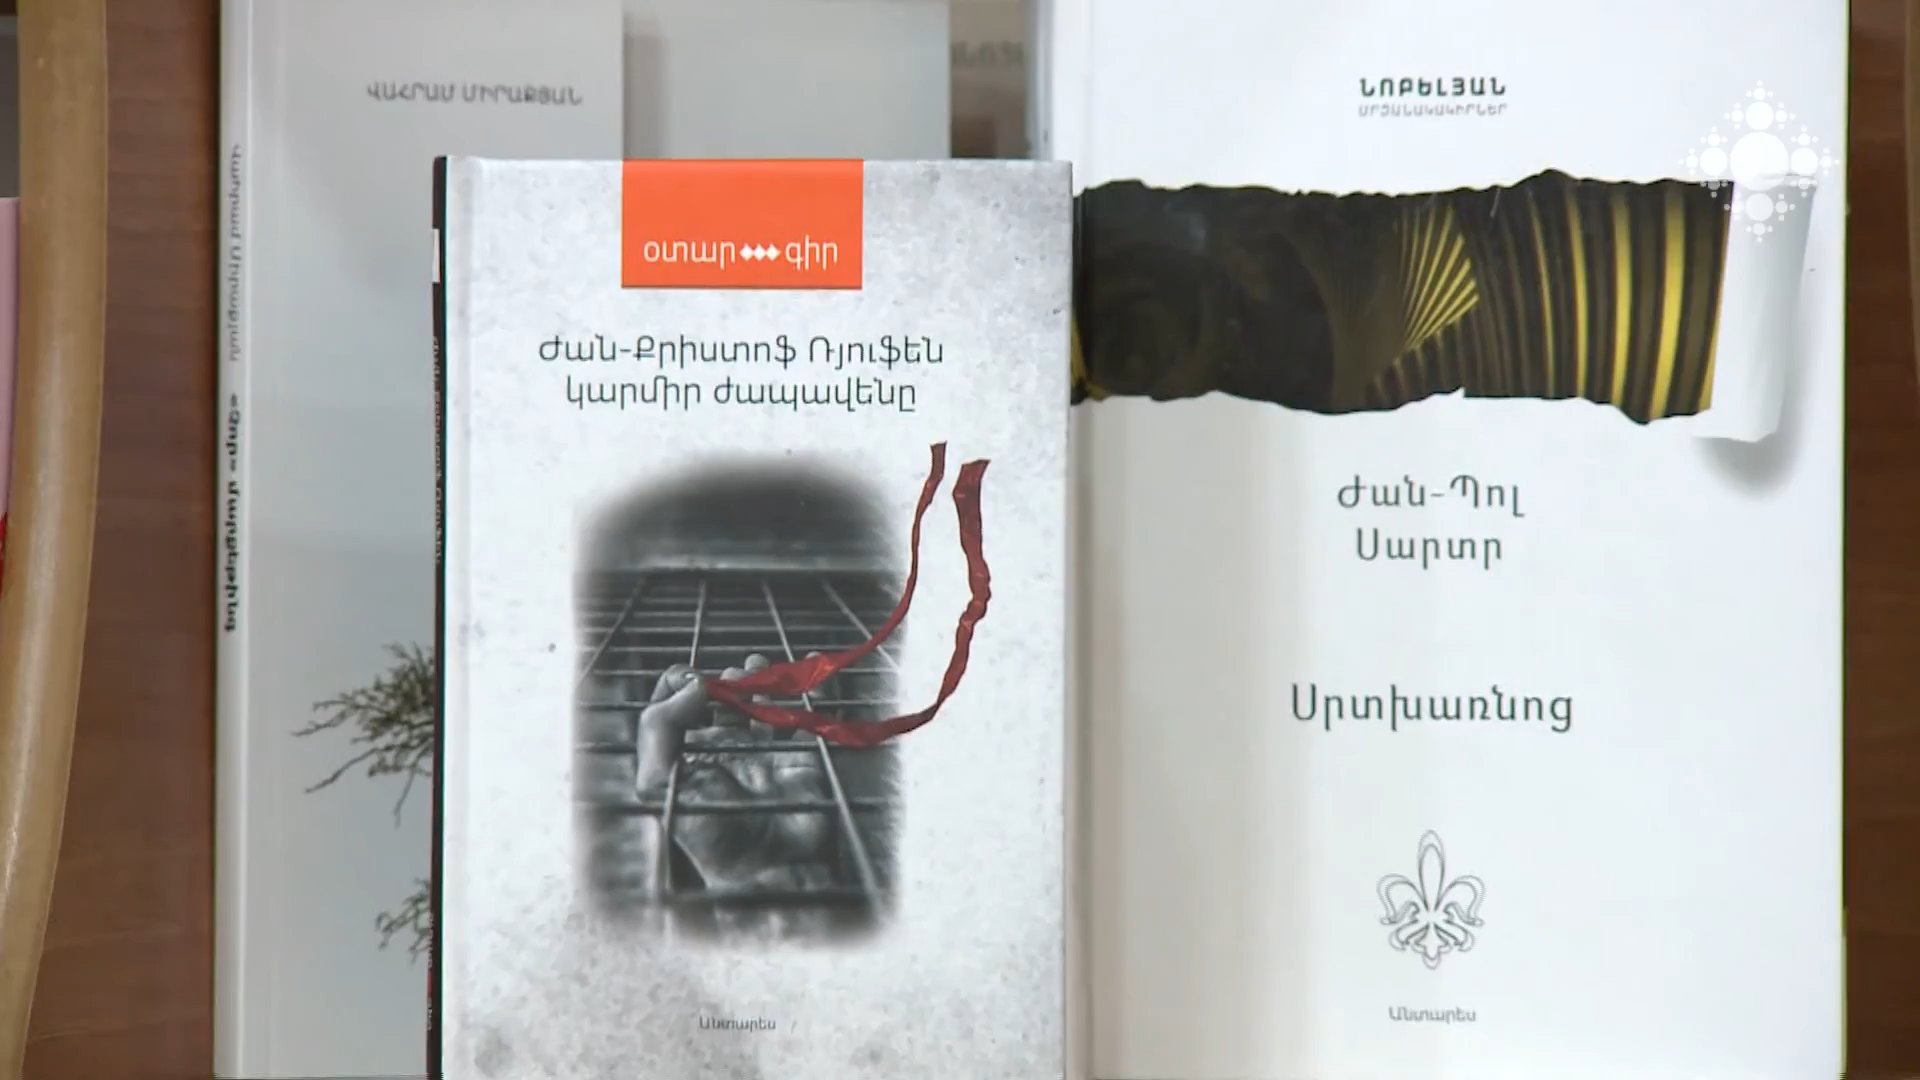 ՎԱՀՐԱՄ ՄԻՐԱՔՅԱՆ
օտար գիր
Ժան-Քրիստոֆ Ռյուֆեն
կարմիր ժապավենը
Անտարես
ՆՈԲԵԼՅԱՆ
ՄՐՑԱՆԱԿԱԿԻՐՆԵՐ
Ժան-Պոլ
Սարտր
Սրտխառնոց
Անտարես